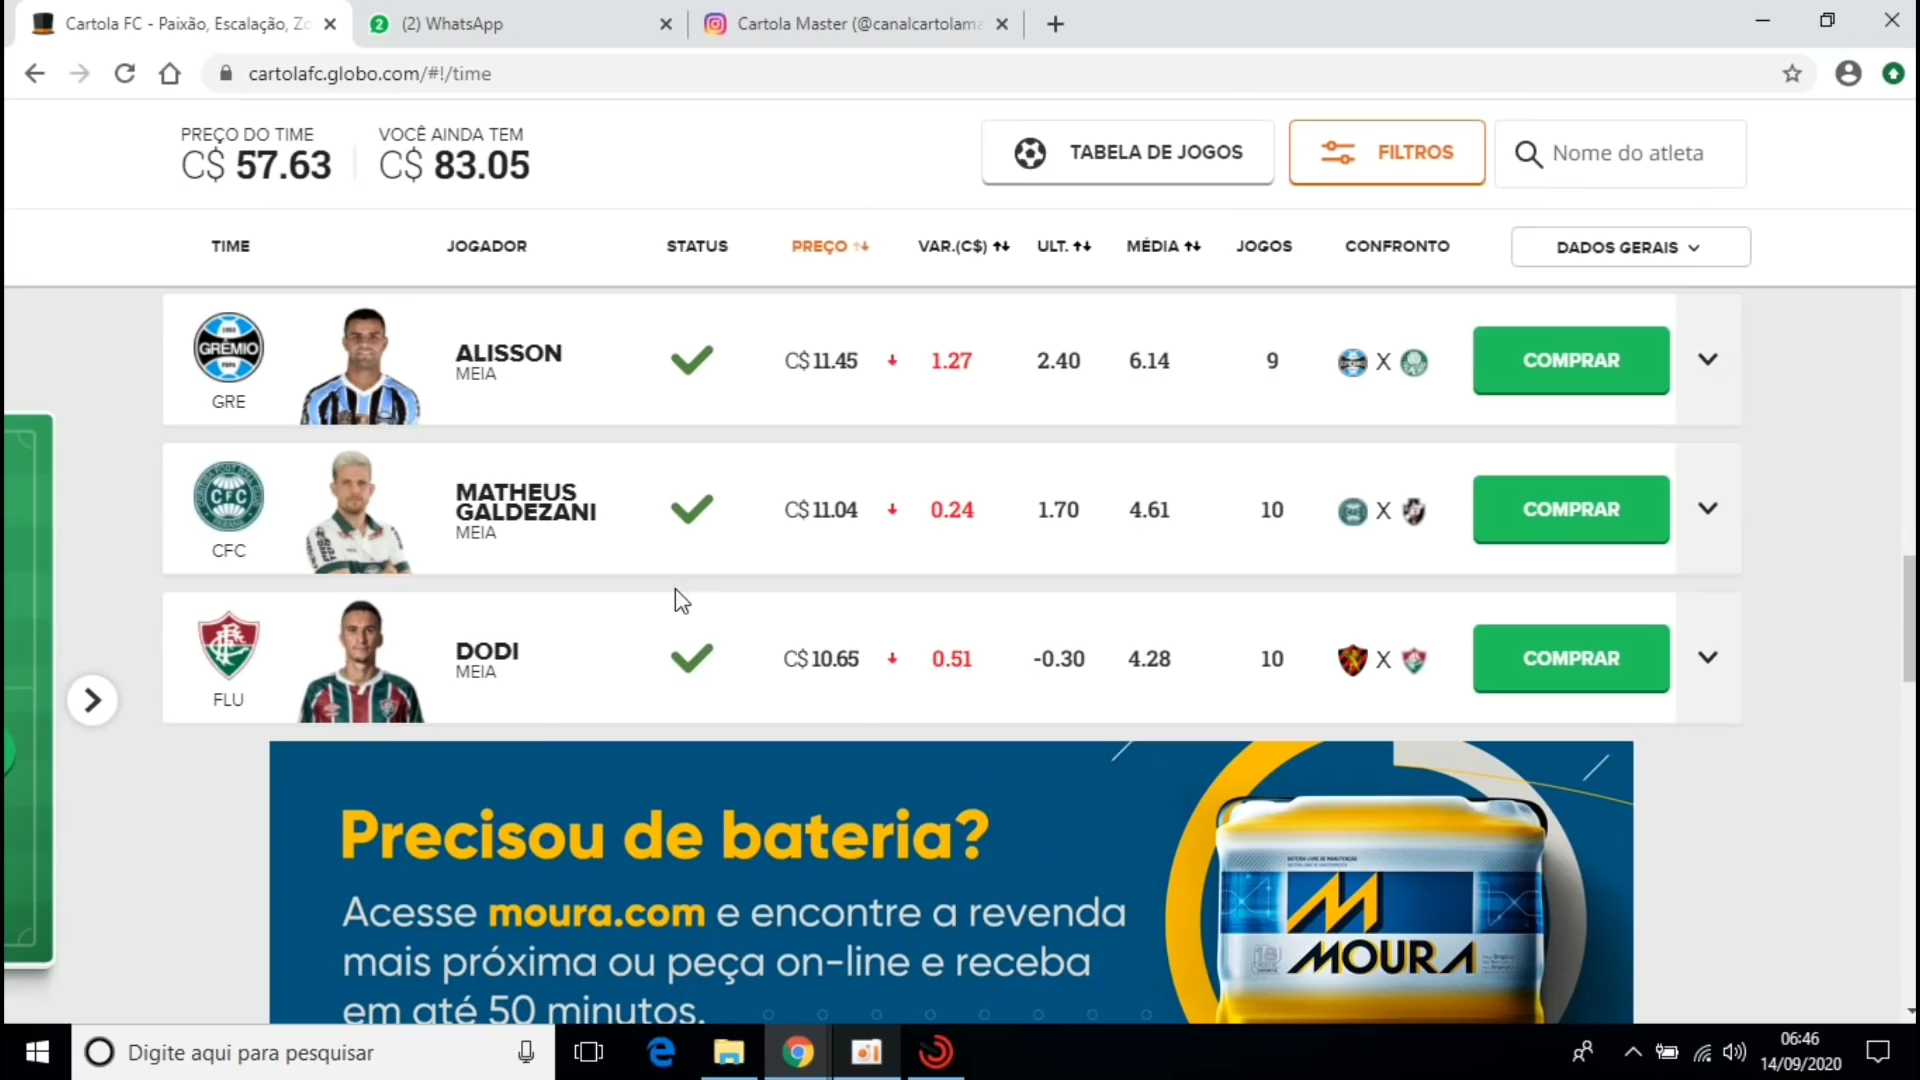 Cartola FC - Paixão, Escalação, Zo
2
(2) WhatsApp
Cartola Master (@canalcartolama
cartolafc.globo.com/#!/time
PREÇO DO TIME
C$ 57.63
VOCÊ AINDA TEM
C$ 83.05
TABELA DE JOGOS
FILTROS
Nome do atleta
TIME JOGADOR STATUS PREÇO VAR.(C$) ULT. MÉDIA JOGOS CONFRONTO DADOS GERAIS
GRÊMIO
GRE
ALISSON
MEIA
C$ 11.45 1.27 2.40 6.14 9 X COMPRAR
CFC
CFC
MATHEUS
GALDEZANI
MEIA
C$ 11.04 0.24 1.70 4.61 10 X COMPRAR
FLU
DODI
MEIA
C$ 10.65 0.51 -0.30 4.28 10 X COMPRAR
Precisou de bateria?
Acesse moura.com e encontre a revenda
mais próxima ou peça on-line e receba
em até 50 minutos.
MOURA
Digite aqui para pesquisar
06:46
14/09/2020